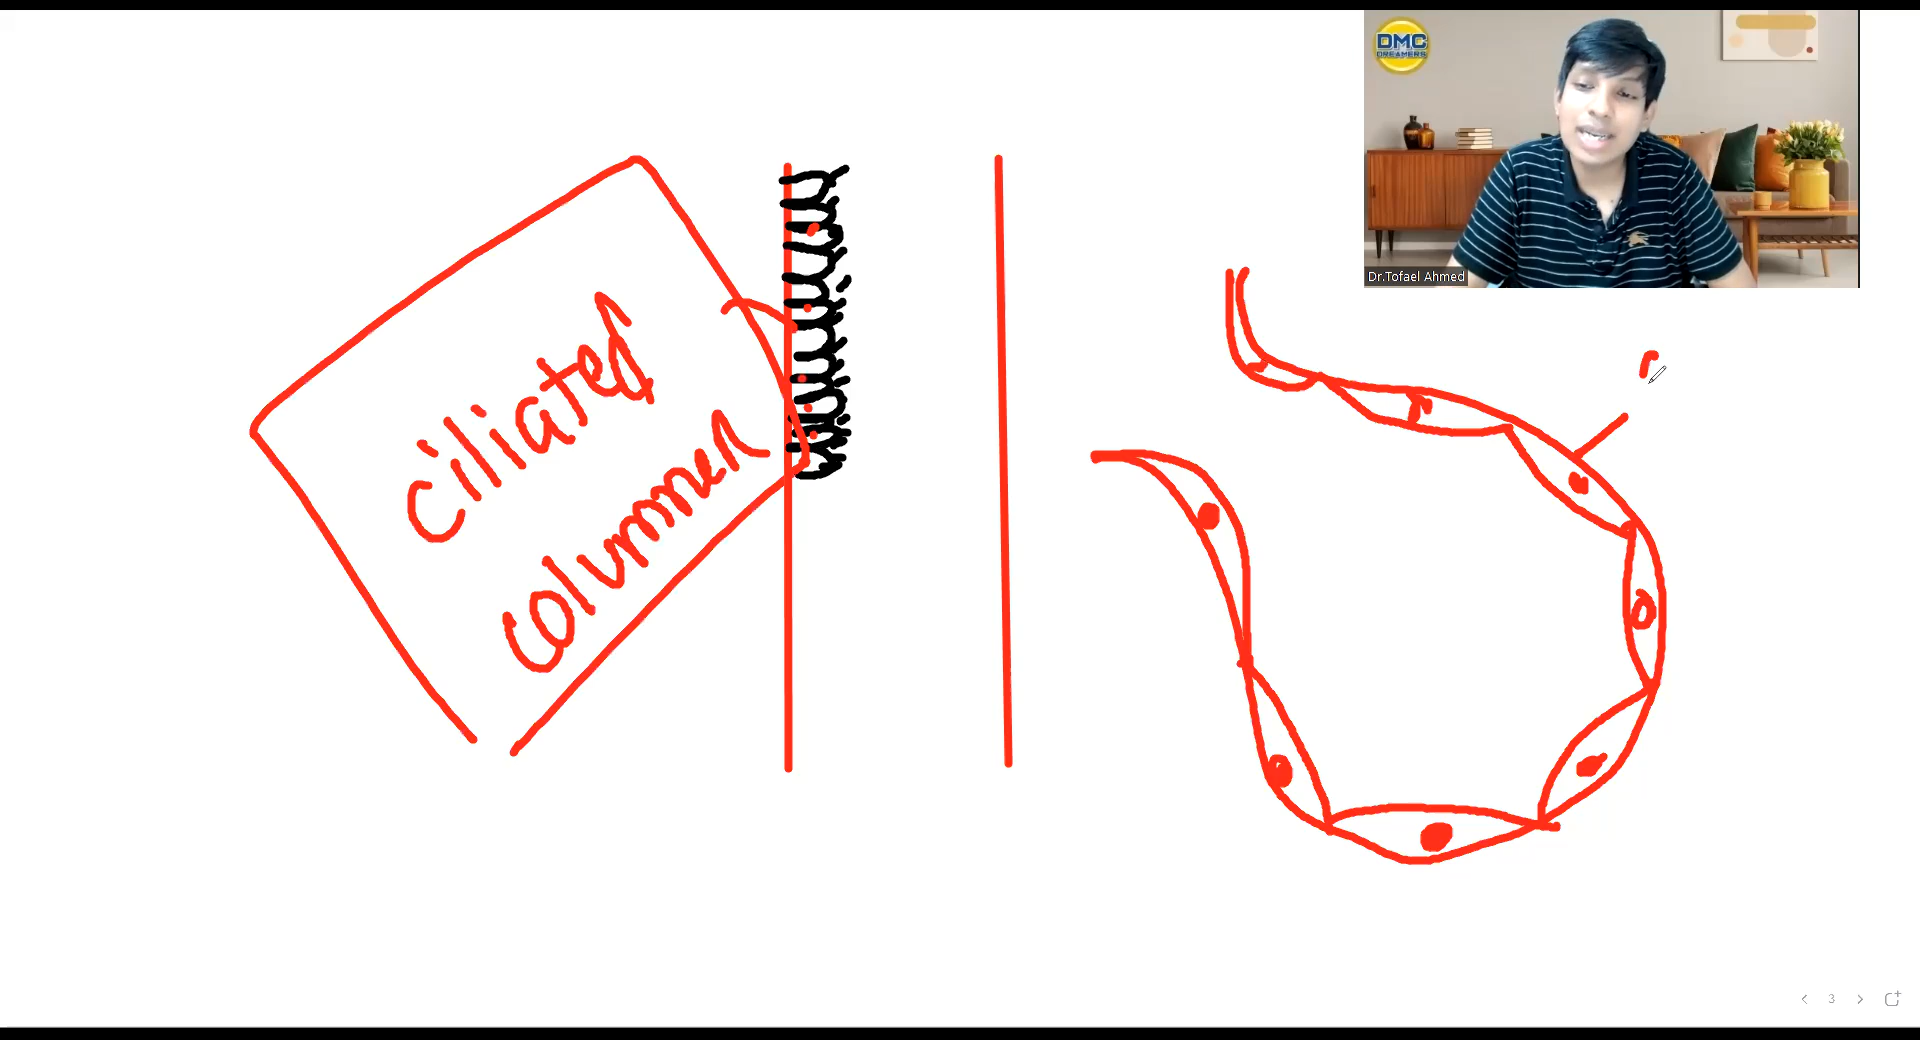 DMC
DREAMERS
Dr.Tofael Ahmed
ciliated
columner
3